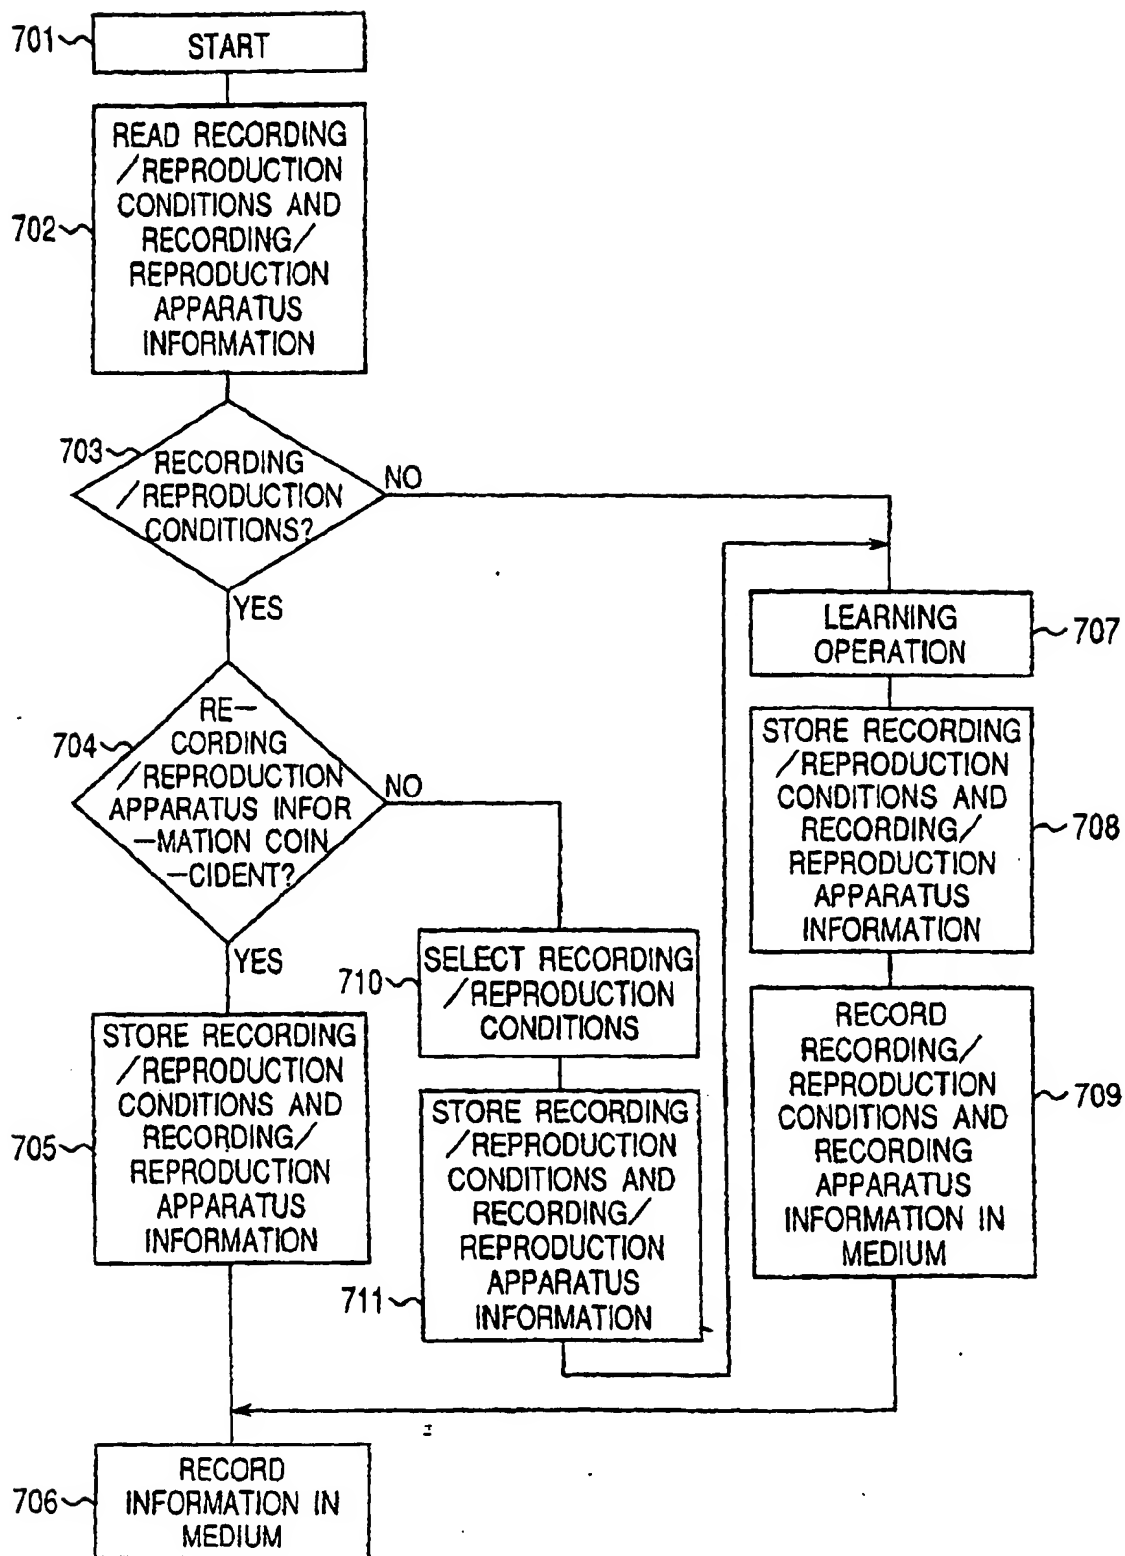 701
START
702
READ RECORDING
/REPRODUCTION
CONDITIONS AND
RECORDING/
REPRODUCTION
APPARATUS
INFORMATION
703
RECORDING
/REPRODUCTION
CONDITIONS?
NO
YES
704
RE-
CORDING
/REPRODUCTION
APPARATUS INFOR
-MATION COIN
-CIDENT?
NO
YES
705
STORE RECORDING
/REPRODUCTION
CONDITIONS AND
RECORDING/
REPRODUCTION
APPARATUS
INFORMATION
710
SELECT RECORDING
/REPRODUCTION
CONDITIONS
711
STORE RECORDING
/REPRODUCTION
CONDITIONS AND
RECORDING/
REPRODUCTION
APPARATUS
INFORMATION
LEARNING
OPERATION
707
STORE RECORDING
/REPRODUCTION
CONDITIONS AND
RECORDING/
REPRODUCTION
APPARATUS
INFORMATION
708
RECORD
RECORDING/
REPRODUCTION
CONDITIONS AND
RECORDING
APPARATUS
INFORMATION IN
MEDIUM
709
706
RECORD
INFORMATION IN
MEDIUM